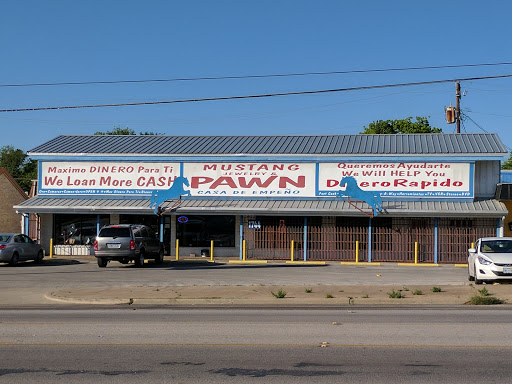 Maximo DINERO Para Ti
We Loan More CASH
MUSTANG
JEWELRY &
PAWN
CASA DE EMPEÑO
Queremos Ayudarte
We Will HELP You
Dinero Rapido